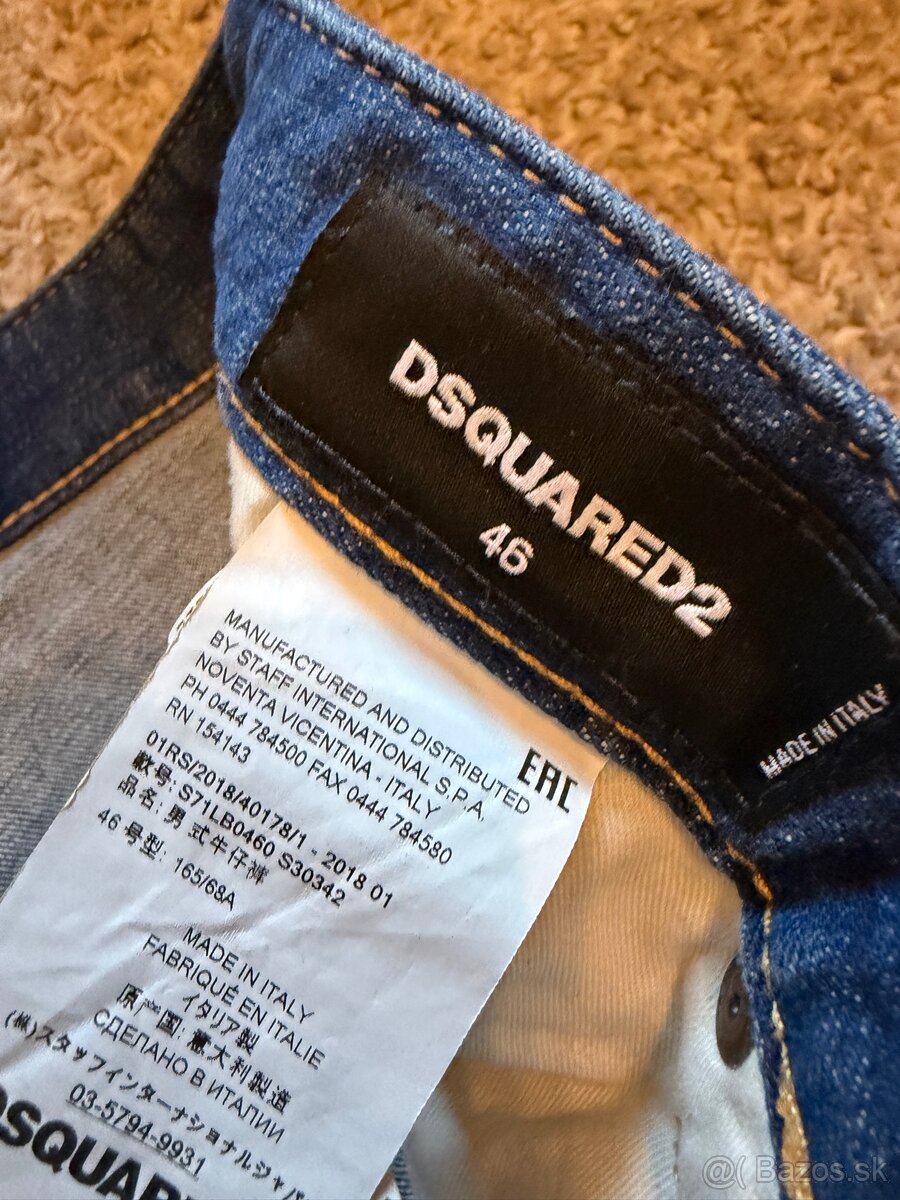 DSQUARED2
46
MADE IN ITALY
MANUFACTURED AND DISTRIBUTED
BY STAFF INTERNATIONAL S.P.A.
NOVENTA VICENTINA - ITALY
PH 0444 784500 FAX 0444 784580
RN 154143
EAC
01RS/2018/40178/1 - 2018 01
款号: S71LB0460 S30342
品名: 男式牛仔裤
46 号型: 165/68A
MADE IN ITALY
FABRIQUÉ EN ITALIE
イタリア製
原产国: 意大利製造
СДЕЛАНО В ИТАЛИИ
(株)スタッフインターナショナルジャパ
03-5794-9931
DSQUAR
@( Bazos.sk